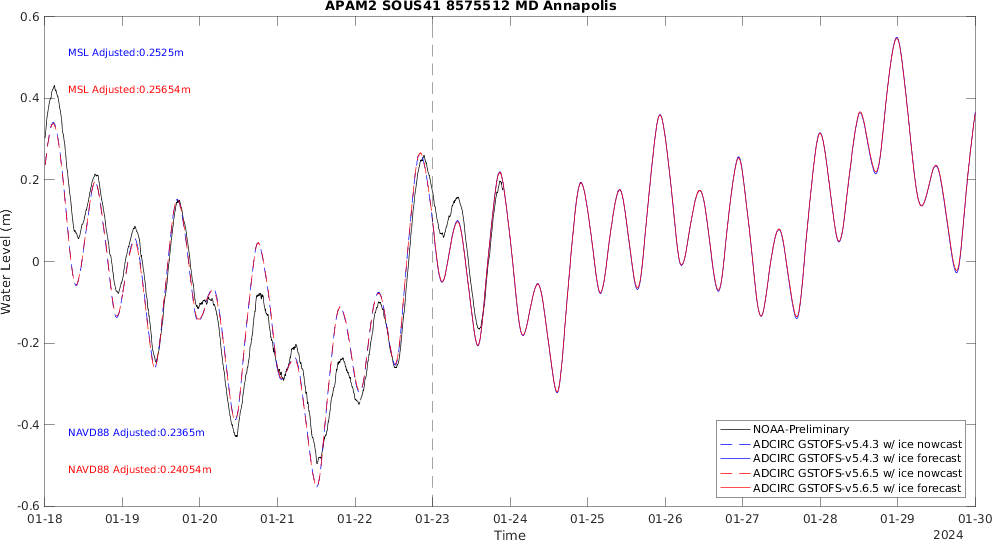 APAM2 SOUS41 8575512 MD Annapolis
0.6
0.4
0.2
0
-0.2
-0.4
-0.6
Water Level (m)
MSL Adjusted:0.2525m
MSL Adjusted:0.25654m
NAVD88 Adjusted:0.2365m
NAVD88 Adjusted:0.24054m
NOAA-Preliminary
ADCIRC GSTOFS-v5.4.3 w/ ice nowcast
ADCIRC GSTOFS-v5.4.3 w/ ice forecast
ADCIRC GSTOFS-v5.6.5 w/ ice nowcast
ADCIRC GSTOFS-v5.6.5 w/ ice forecast
01-18 01-19 01-20 01-21 01-22 01-23 01-24 01-25 01-26 01-27 01-28 01-29 01-30
Time
2024